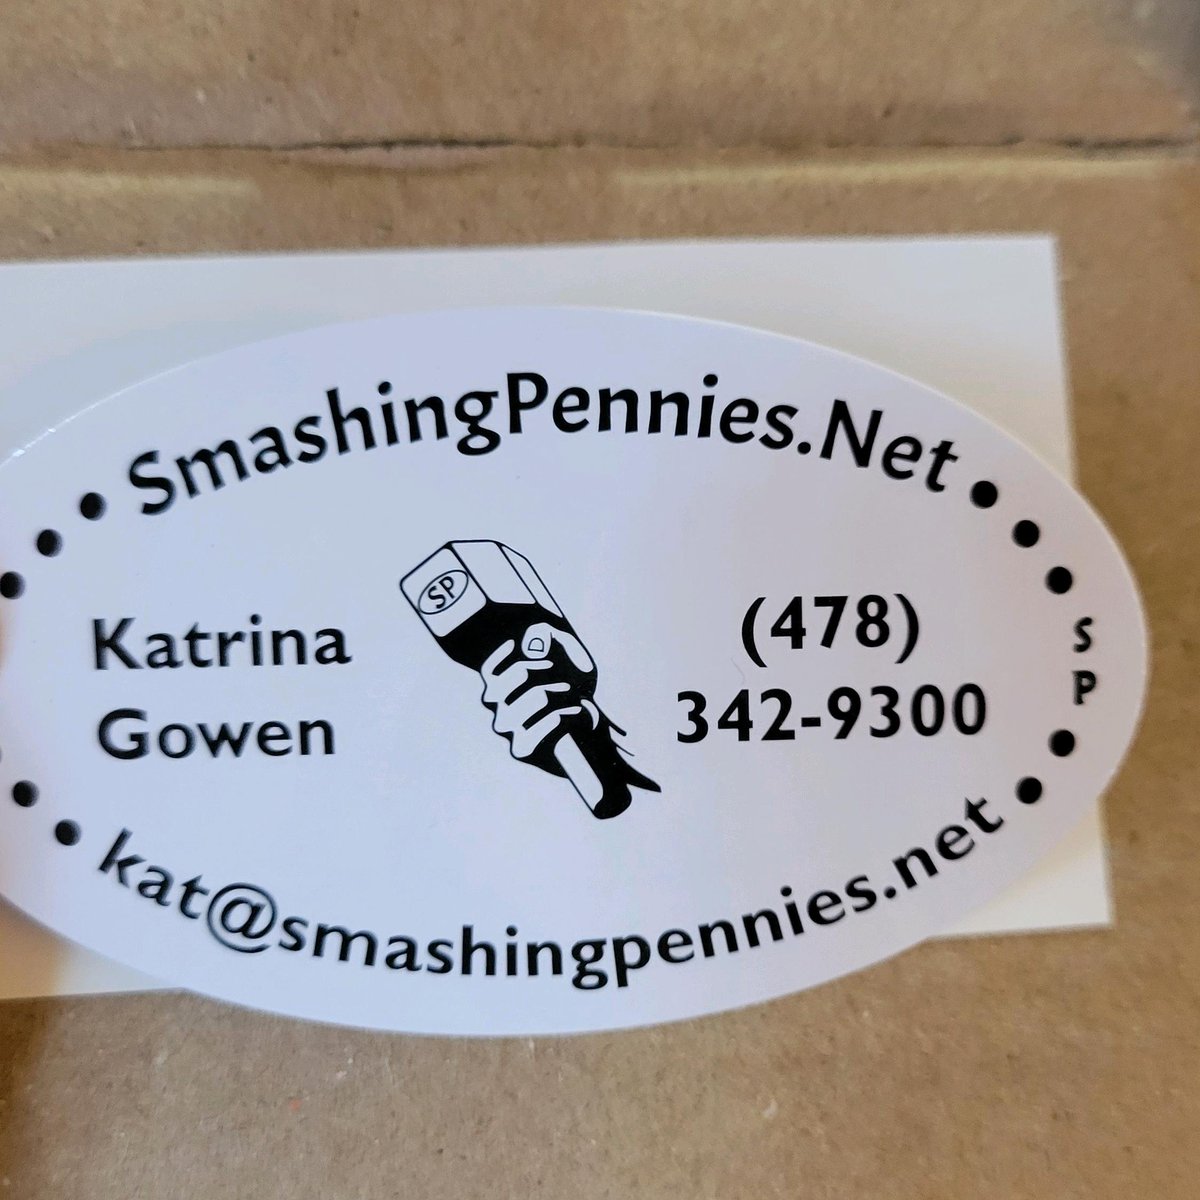 SmashingPennies.Net
SP
Katrina
Gowen
(478)
342-9300
S
P
kat@smashingpennies.net